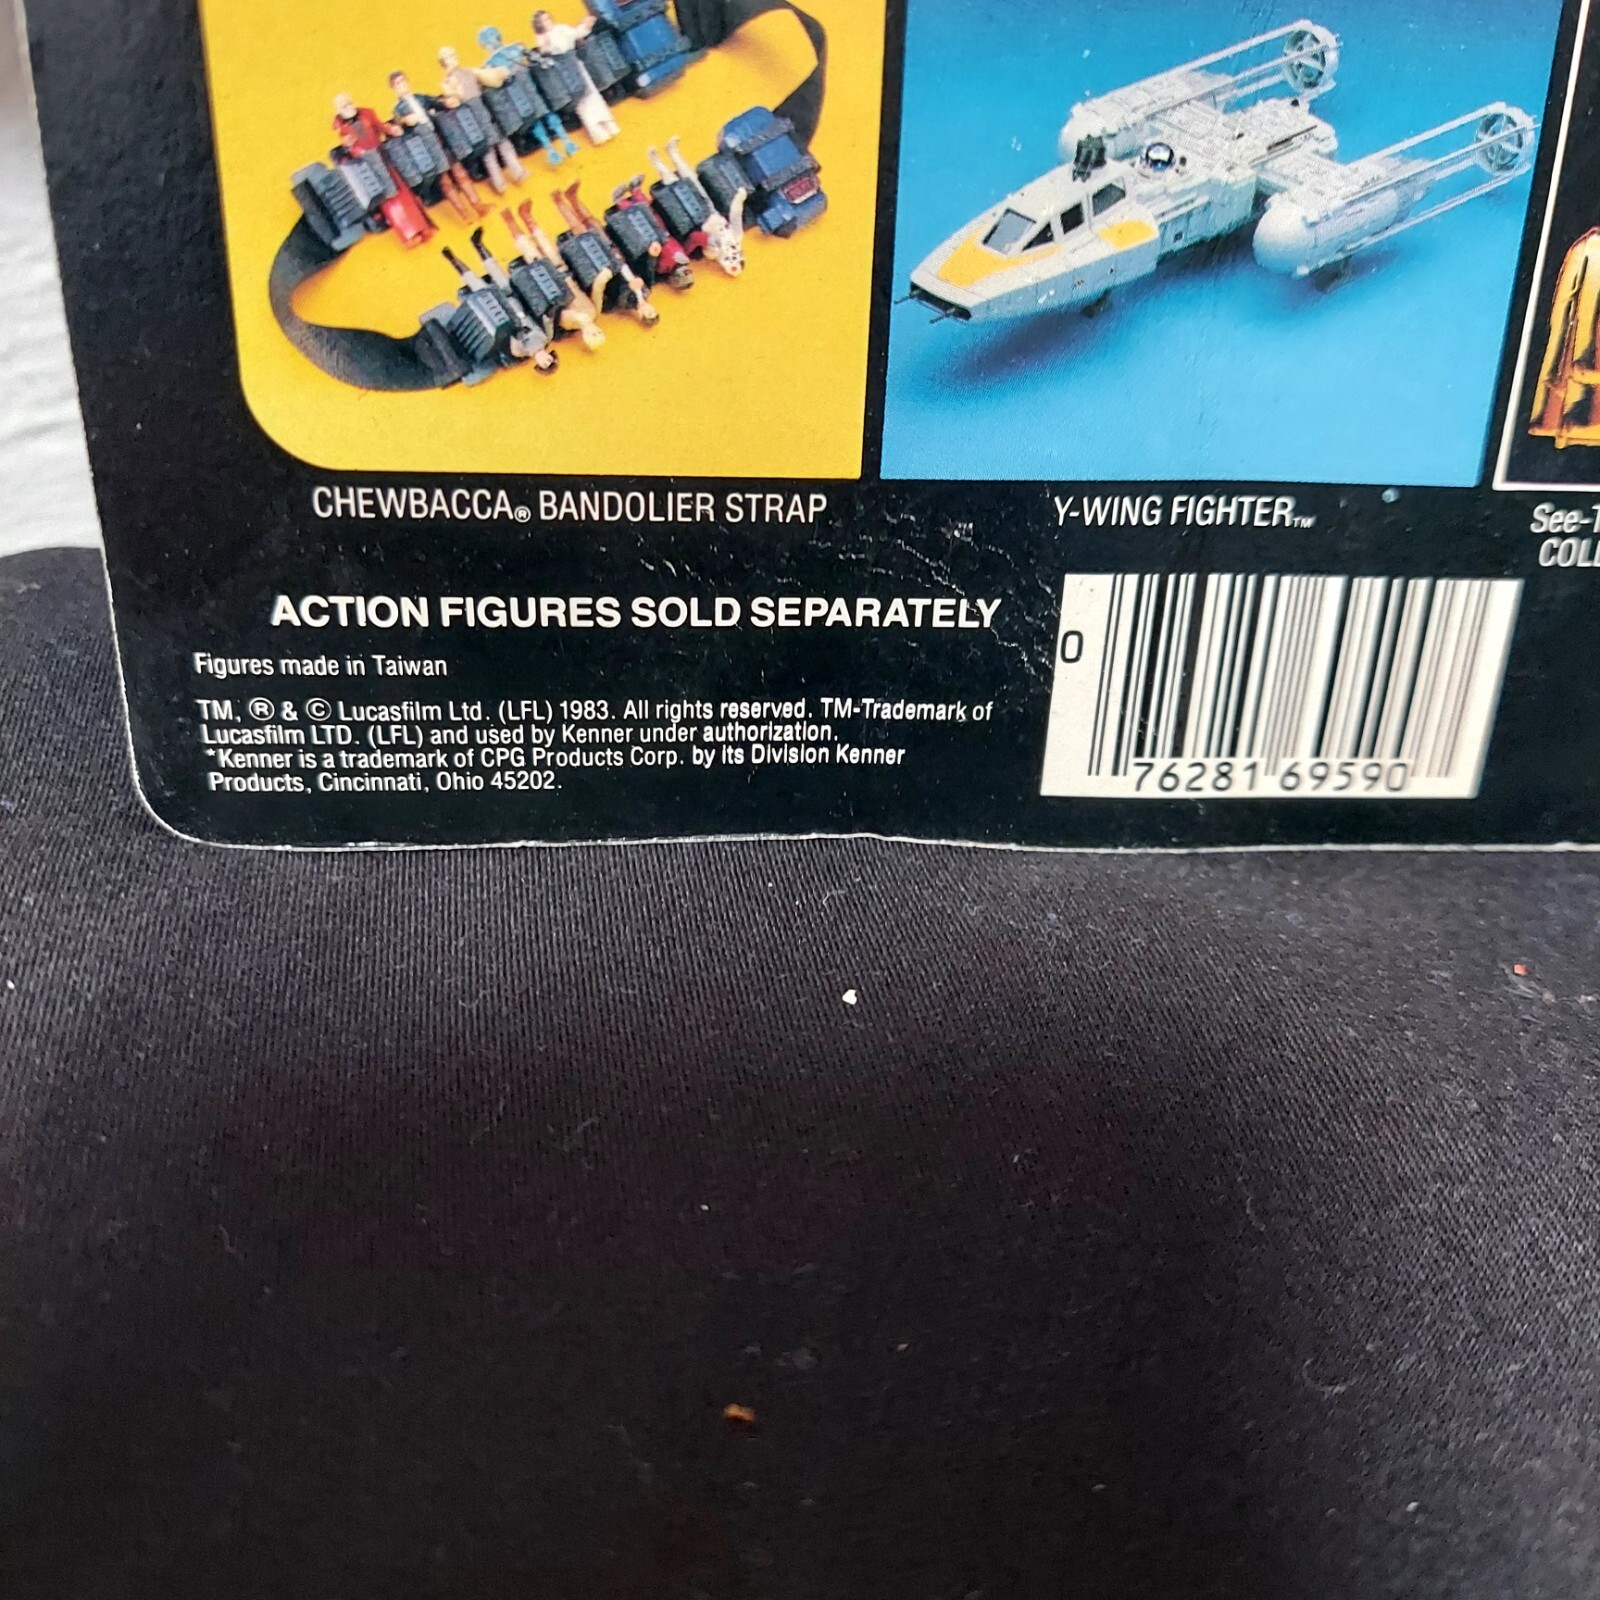 CHEWBACCA® BANDOLIER STRAP
Y-WING FIGHTER™
See-
COLL
ACTION FIGURES SOLD SEPARATELY
Figures made in Taiwan
TM, ® & © Lucasfilm Ltd. (LFL) 1983. All rights reserved. TM-Trademark of
Lucasfilm LTD. (LFL) and used by Kenner under authorization.
*Kenner is a trademark of CPG Products Corp. by its Division Kenner
Products, Cincinnati, Ohio 45202.
0 76281 69590